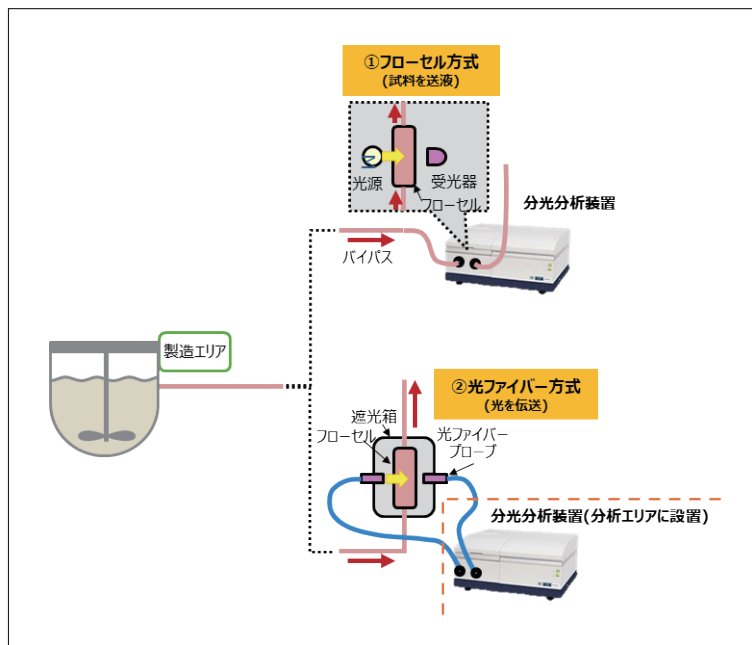 ①フローセル方式
(試料を送液)
光源
受光器
フローセル
分光分析装置
バイパス
製造エリア
②光ファイバー方式
(光を伝送)
遮光箱
フローセル
光ファイバー
プローブ
分光分析装置(分析エリアに設置)